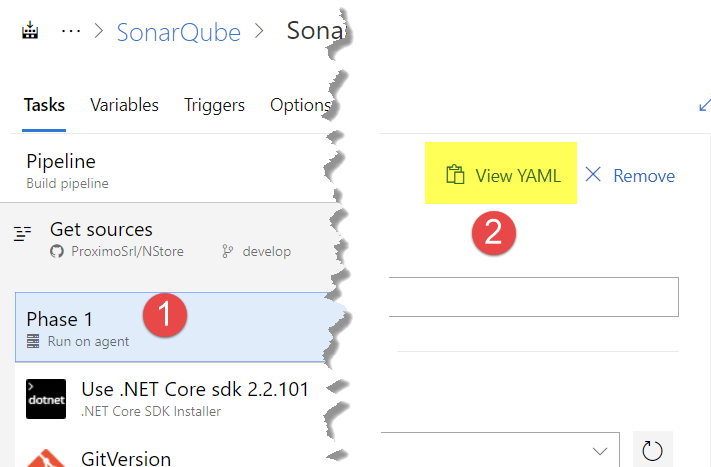 ... > SonarQube > Sona
Tasks Variables Triggers Options
Pipeline
Build pipeline
View YAML Remove
Get sources
ProximoSrl/NStore develop
2
Phase 1
1
Run on agent
Use .NET Core sdk 2.2.101
dotnet
.NET Core SDK Installer
GitVersion